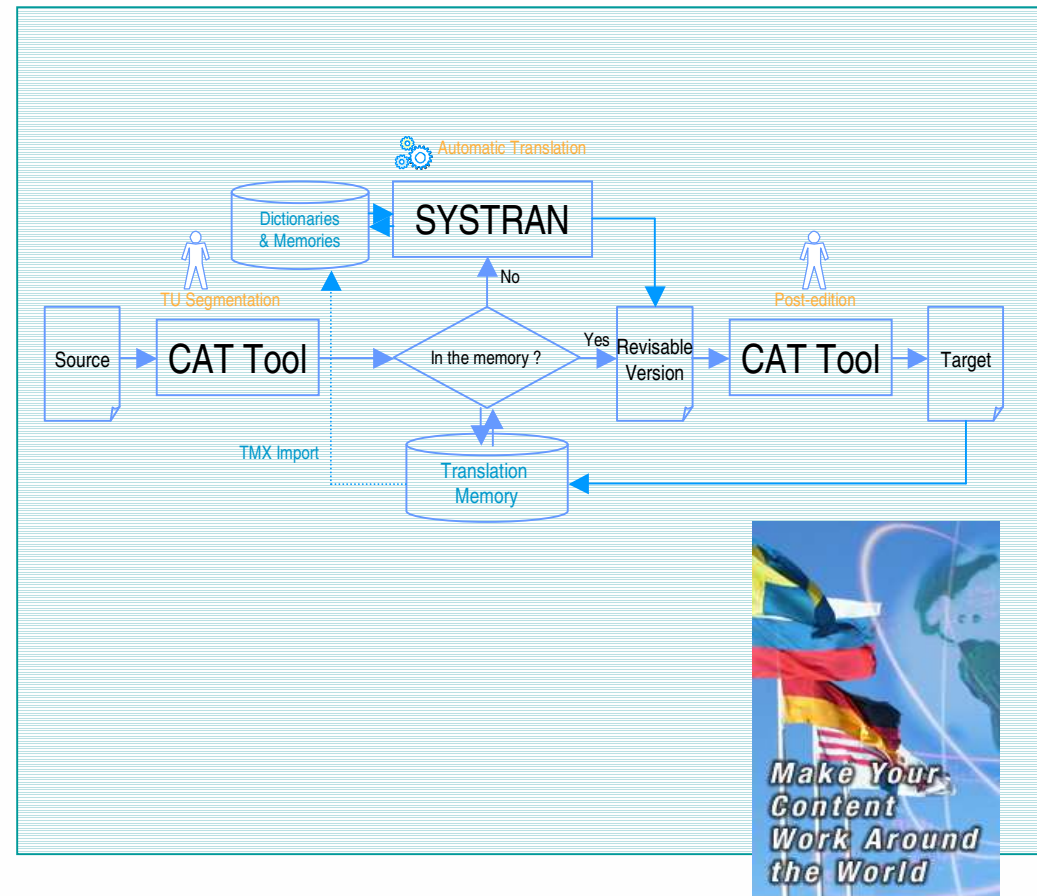 Automatic Translation
Dictionaries
& Memories
SYSTRAN
No
TU Segmentation
Post-edition
Source
CAT Tool
In the memory ?
Yes
Revisable
Version
CAT Tool
Target
TMX Import
Translation
Memory
Make Your
Content
Work Around
the World